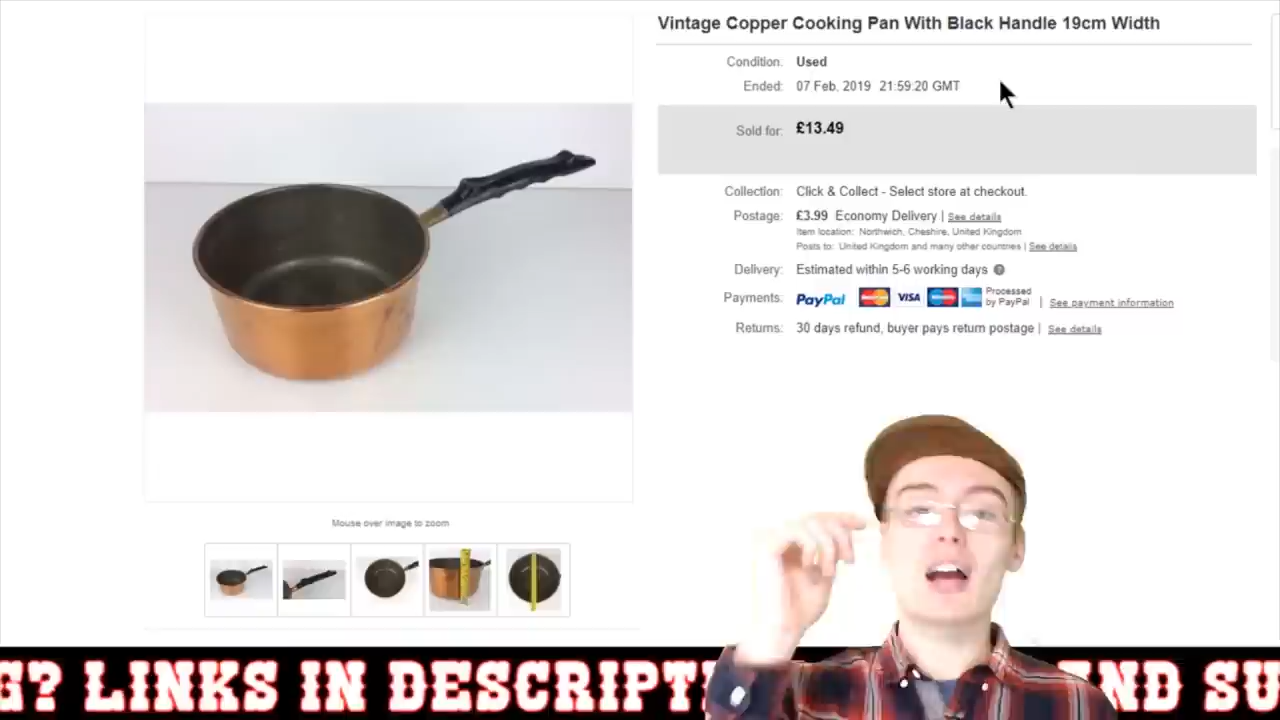 Vintage Copper Cooking Pan With Black Handle 19cm Width
Condition: Used
Ended: 07 Feb, 2019 21:59:20 GMT
Sold for: £13.49
Collection: Click & Collect - Select store at checkout.
Postage: £3.99 Economy Delivery | See details
Item location: Northwich, Cheshire, United Kingdom
Posts to: United Kingdom and many other countries | See details
Delivery: Estimated within 5-6 working days
Payments: PayPal MasterCard VISA Maestro Processed by PayPal | See payment information
Returns: 30 days refund, buyer pays return postage | See details
Mouse over image to zoom
G? LINKS IN DESCRIPT ND SU